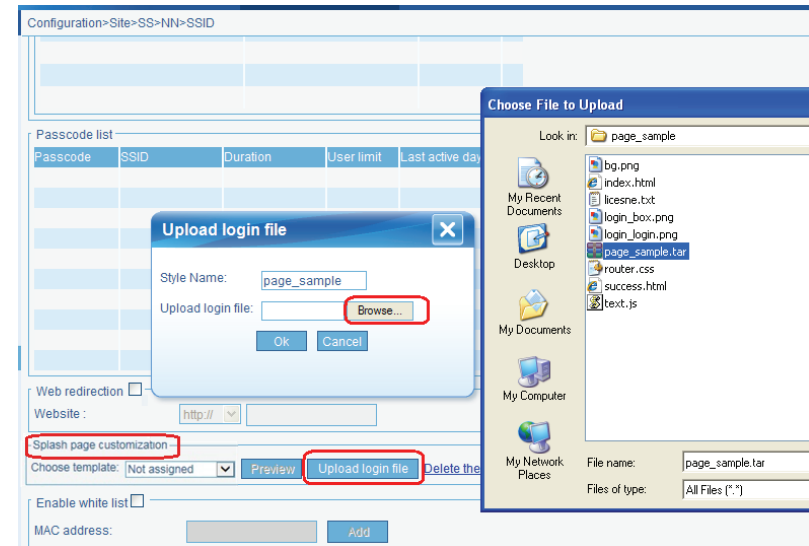 Configuration>Site>SS>NN>SSID
Passcode list
Passcode SSID Duration User limit Last active day
Upload login file
Style Name: page_sample
Upload login file: Browse...
Ok Cancel
Web redirection
Website : http://
Splash page customization
Choose template: Not assigned Preview Upload login file Delete the
Enable white list
MAC address: Add
Choose File to Upload
Look in: page_sample
My Recent Documents
Desktop
My Documents
My Computer
My Network Places
bg.png
index.html
licesne.txt
login_box.png
login_login.png
page_sample.tar
router.css
success.html
text.js
File name: page_sample.tar
Files of type: All Files (*.*)